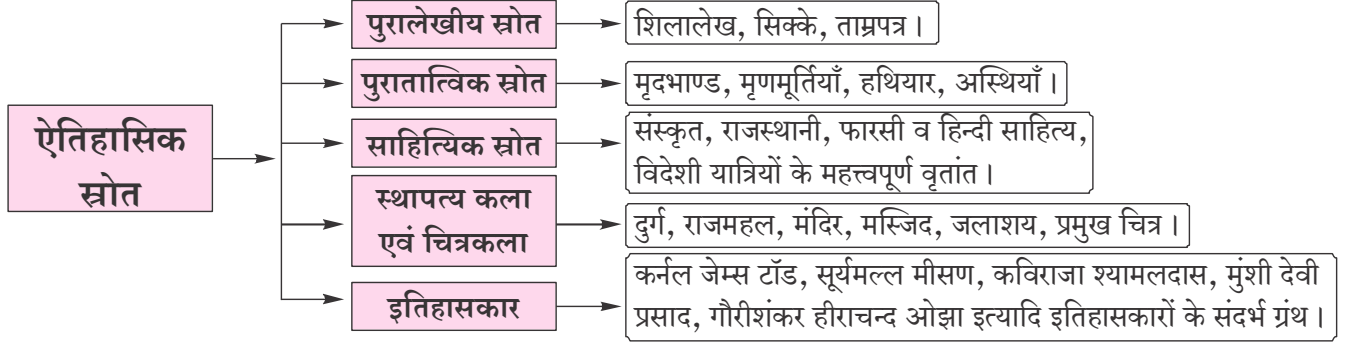 ऐतिहासिक
स्रोत
पुरालेखीय स्रोत
शिलालेख, सिक्के, ताम्रपत्र।
पुरातात्विक स्रोत
मृदभाण्ड, मृणमूर्तियाँ, हथियार, अस्थियाँ।
साहित्यिक स्रोत
संस्कृत, राजस्थानी, फारसी व हिन्दी साहित्य,
विदेशी यात्रियों के महत्त्वपूर्ण वृतांत।
स्थापत्य कला
एवं चित्रकला
दुर्ग, राजमहल, मंदिर, मस्जिद, जलाशय, प्रमुख चित्र।
इतिहासकार
कर्नल जेम्स टॉड, सूर्यमल्ल मीसण, कविराजा श्यामलदास, मुंशी देवी
प्रसाद, गौरीशंकर हीराचन्द ओझा इत्यादि इतिहासकारों के संदर्भ ग्रंथ।